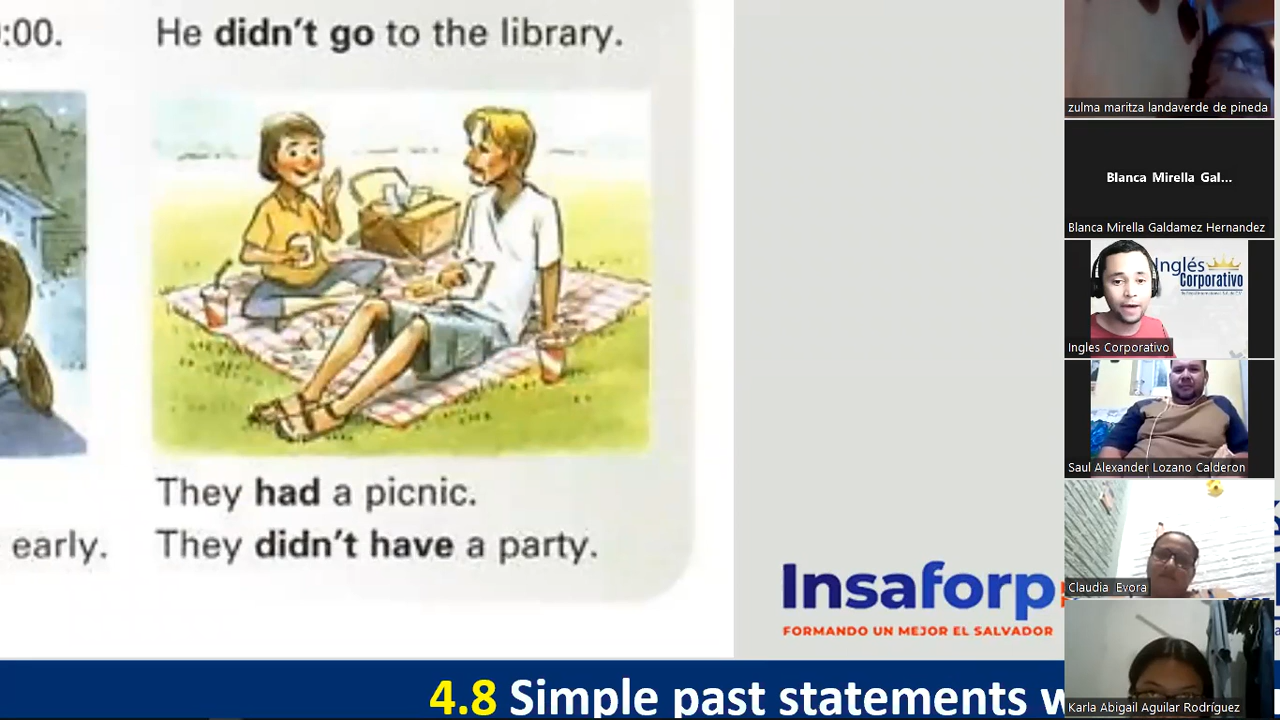 :00.
He didn't go to the library.
They had a picnic.
early.
They didn't have a party.
Insaforp
FORMANDO UN MEJOR EL SALVADOR
4.8 Simple past statements w
zulma maritza landaverde de pineda
Blanca Mirella Gal...
Blanca Mirella Galdamez Hernandez
Inglés
Corporativo
Ingles Corporativo
Saul Alexander Lozano Calderon
Claudia Evora
Karla Abigail Aguilar Rodríguez